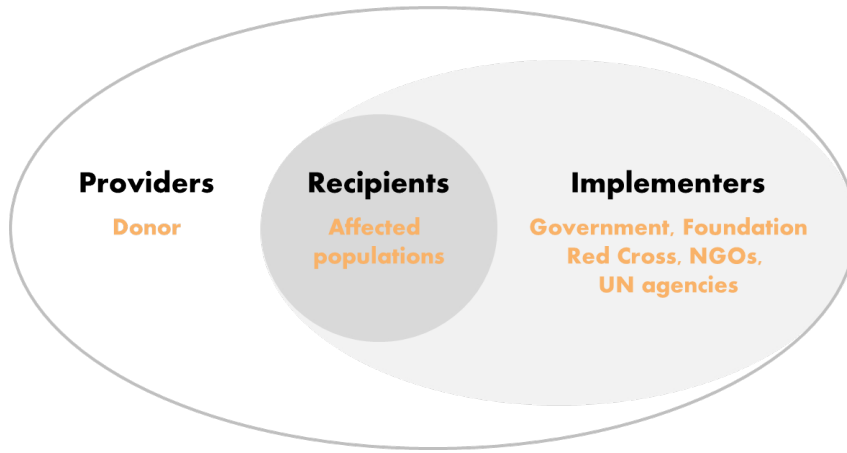 Providers
Donor
Recipients
Affected
populations
Implementers
Government, Foundation
Red Cross, NGOs,
UN agencies